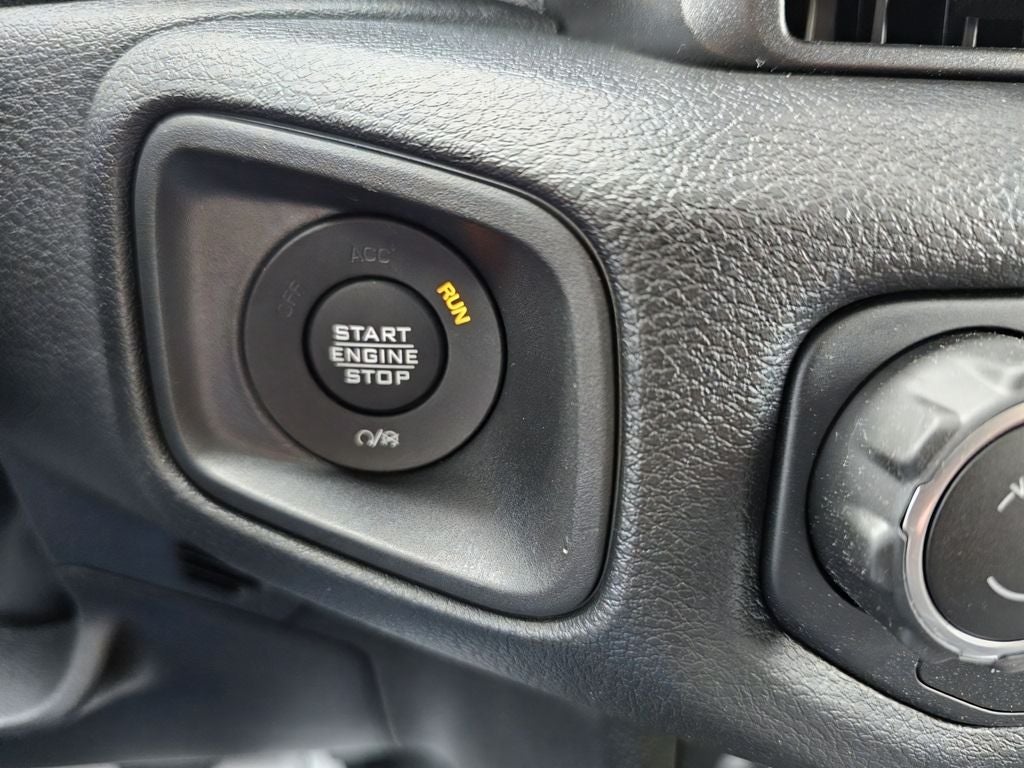 OFF
ACC
RUN
START
ENGINE
STOP